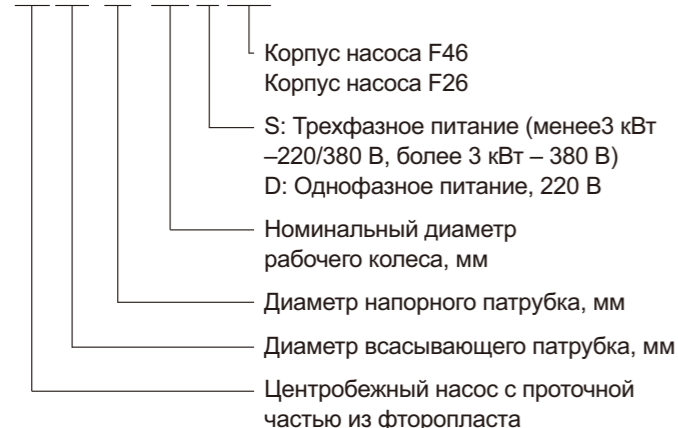 Корпус насоса F46
Корпус насоса F26
S: Трехфазное питание (менее3 кВт
–220/380 В, более 3 кВт – 380 В)
D: Однофазное питание, 220 В
Номинальный диаметр
рабочего колеса, мм
Диаметр напорного патрубка, мм
Диаметр всасывающего патрубка, мм
Центробежный насос с проточной
частью из фторопласта